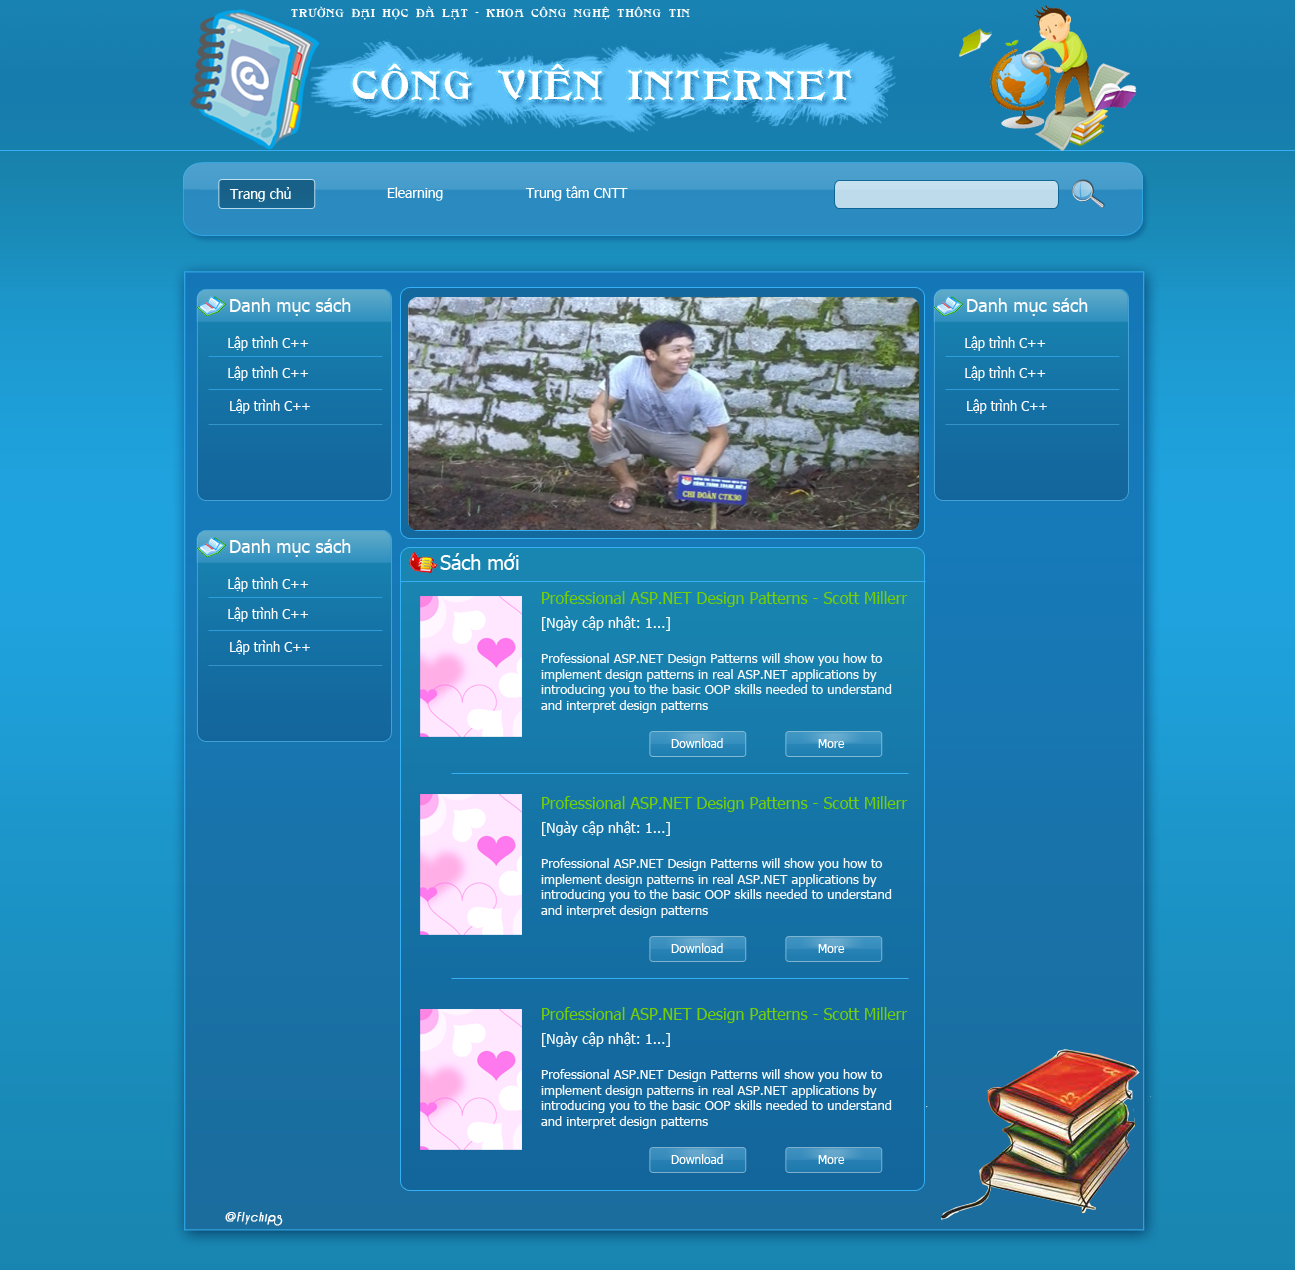 TRƯỜNG ĐẠI HỌC ĐÀ LẠT - KHOA CÔNG NGHỆ THÔNG TIN
@
CÔNG VIÊN INTERNET
Trang chủ
Elearning
Trung tâm CNTT
Danh mục sách
Lập trình C++
Lập trình C++
Lập trình C++
Danh mục sách
Lập trình C++
Lập trình C++
Lập trình C++
CHI ĐOÀN CTK30
Sách mới
Professional ASP.NET Design Patterns - Scott Millerr
[Ngày cập nhật: 1...]
Professional ASP.NET Design Patterns will show you how to
implement design patterns in real ASP.NET applications by
introducing you to the basic OOP skills needed to understand
and interpret design patterns
Download
More
Professional ASP.NET Design Patterns - Scott Millerr
[Ngày cập nhật: 1...]
Professional ASP.NET Design Patterns will show you how to
implement design patterns in real ASP.NET applications by
introducing you to the basic OOP skills needed to understand
and interpret design patterns
Download
More
Professional ASP.NET Design Patterns - Scott Millerr
[Ngày cập nhật: 1...]
Professional ASP.NET Design Patterns will show you how to
implement design patterns in real ASP.NET applications by
introducing you to the basic OOP skills needed to understand
and interpret design patterns
Download
More
Danh mục sách
Lập trình C++
Lập trình C++
Lập trình C++
@flychips